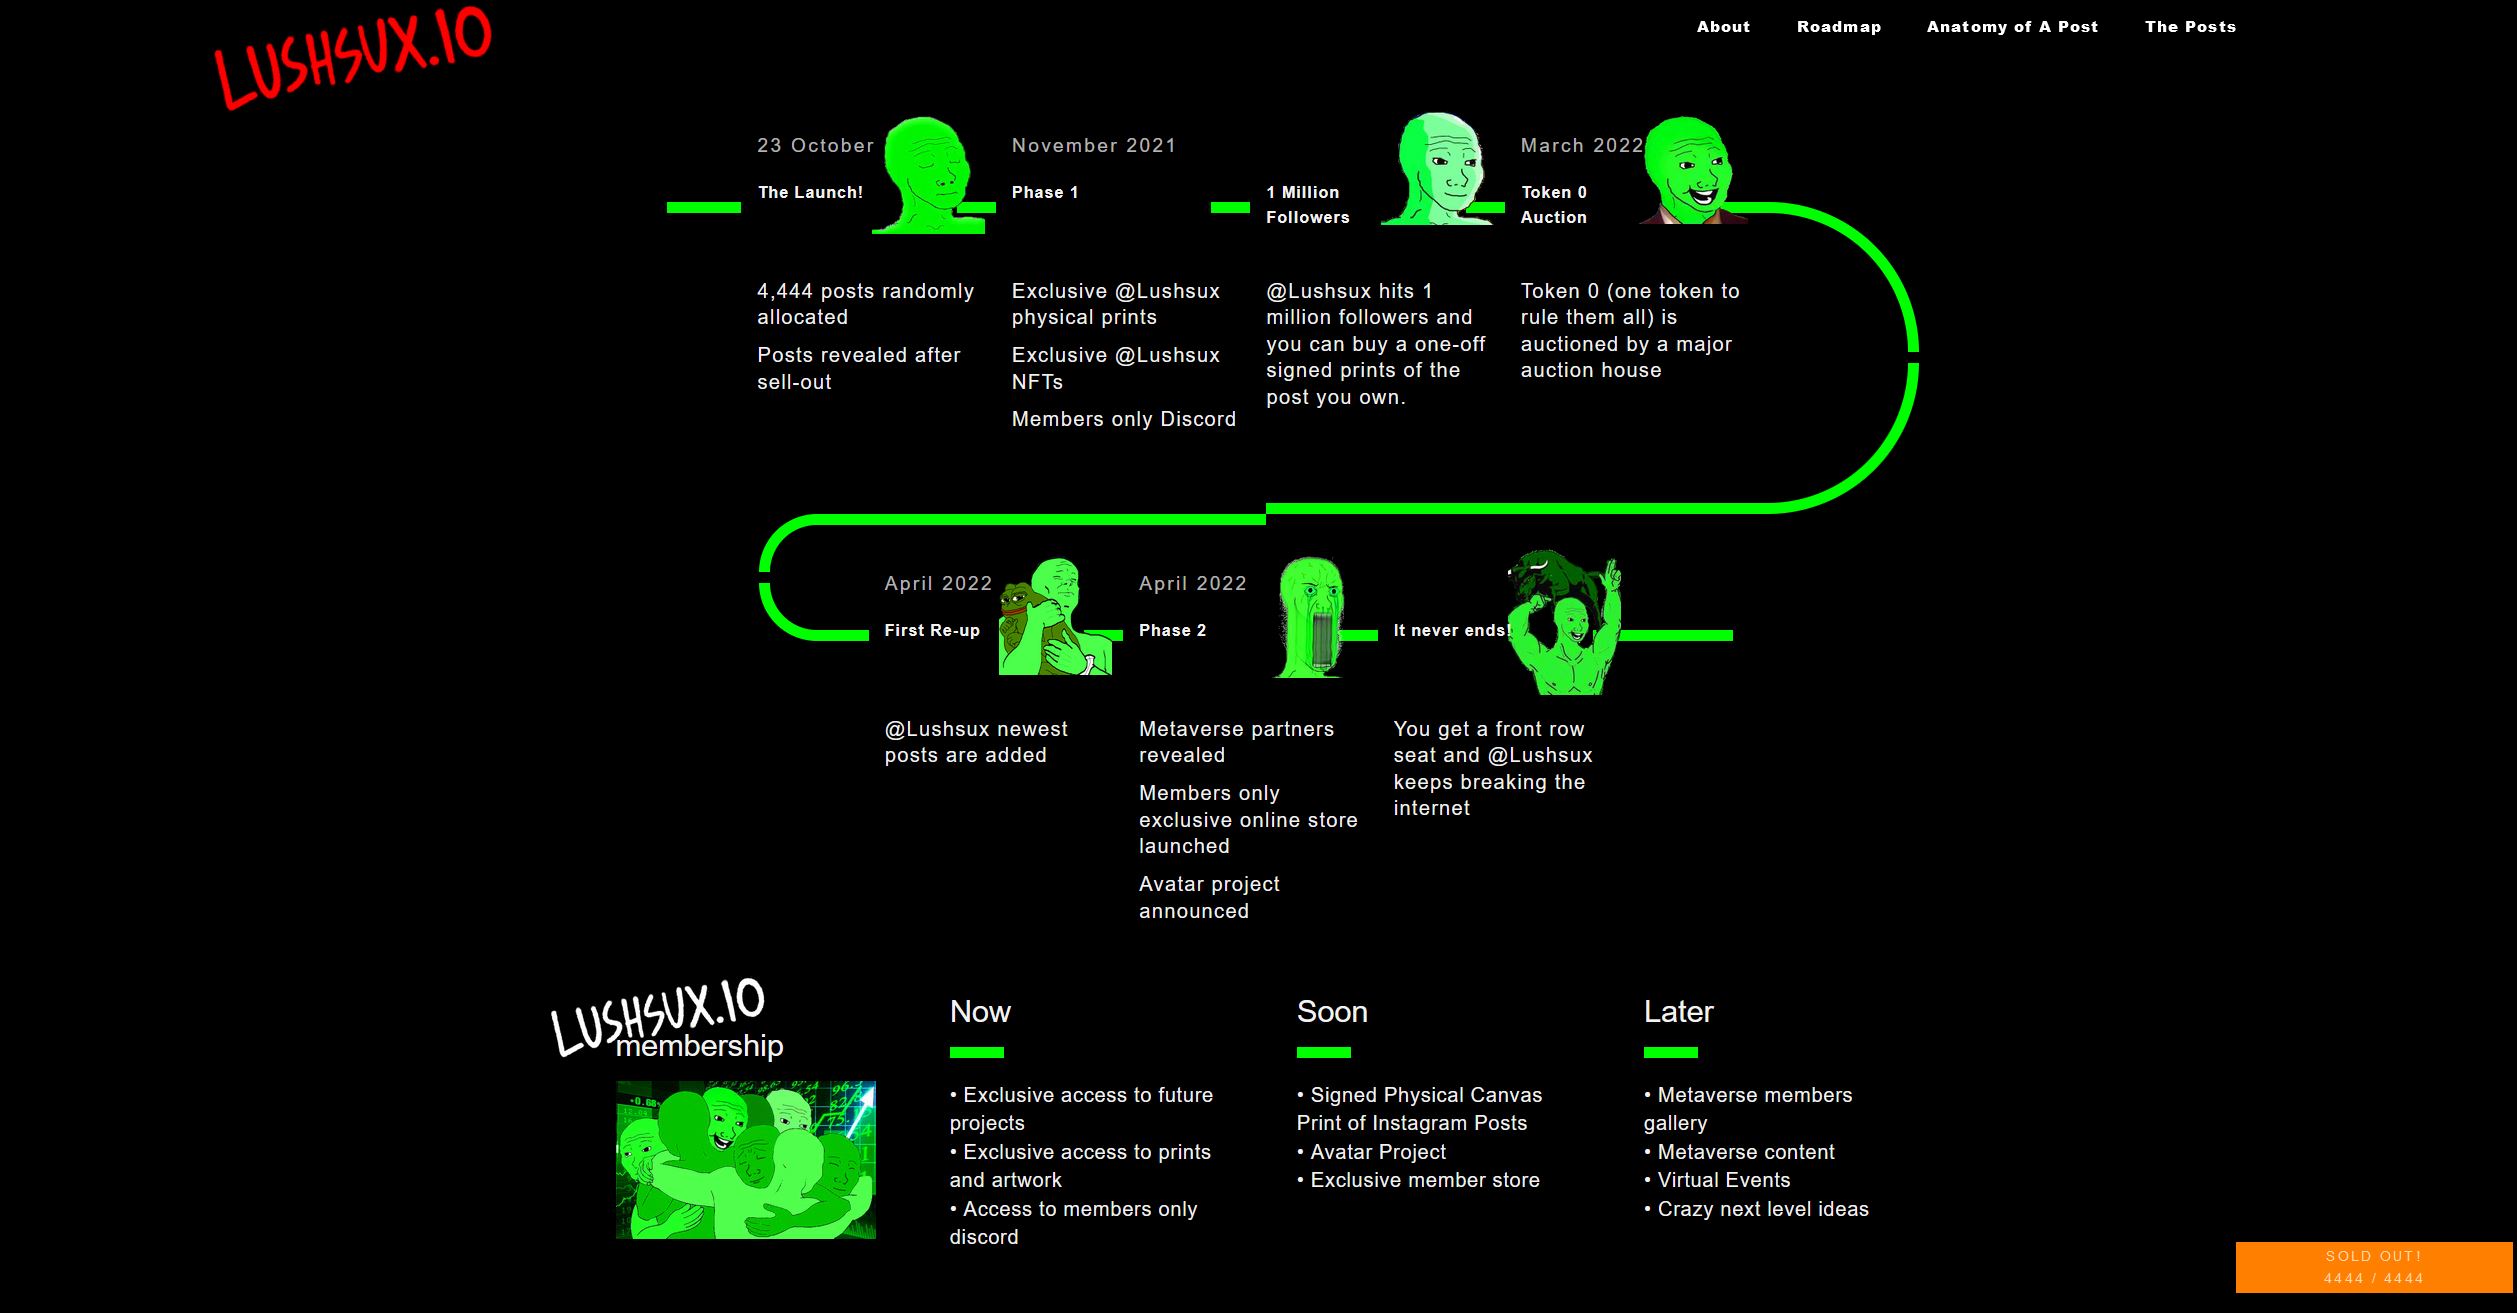 LUSHSUX.IO
About
Roadmap
Anatomy of A Post
The Posts
23 October
The Launch!
4,444 posts randomly
allocated
Posts revealed after
sell-out
November 2021
Phase 1
Exclusive @Lushsux
physical prints
Exclusive @Lushsux
NFTs
Members only Discord
1 Million
Followers
@Lushsux hits 1
million followers and
you can buy a one-off
signed prints of the
post you own.
March 2022
Token 0
Auction
Token 0 (one token to
rule them all) is
auctioned by a major
auction house
April 2022
First Re-up
@Lushsux newest
posts are added
April 2022
Phase 2
Metaverse partners
revealed
Members only
exclusive online store
launched
Avatar project
announced
It never ends!
You get a front row
seat and @Lushsux
keeps breaking the
internet
LUSHSUX.IO
membership
Now
• Exclusive access to future
projects
• Exclusive access to prints
and artwork
• Access to members only
discord
Soon
• Signed Physical Canvas
Print of Instagram Posts
• Avatar Project
• Exclusive member store
Later
• Metaverse members
gallery
• Metaverse content
• Virtual Events
• Crazy next level ideas
SOLD OUT!
4444 / 4444